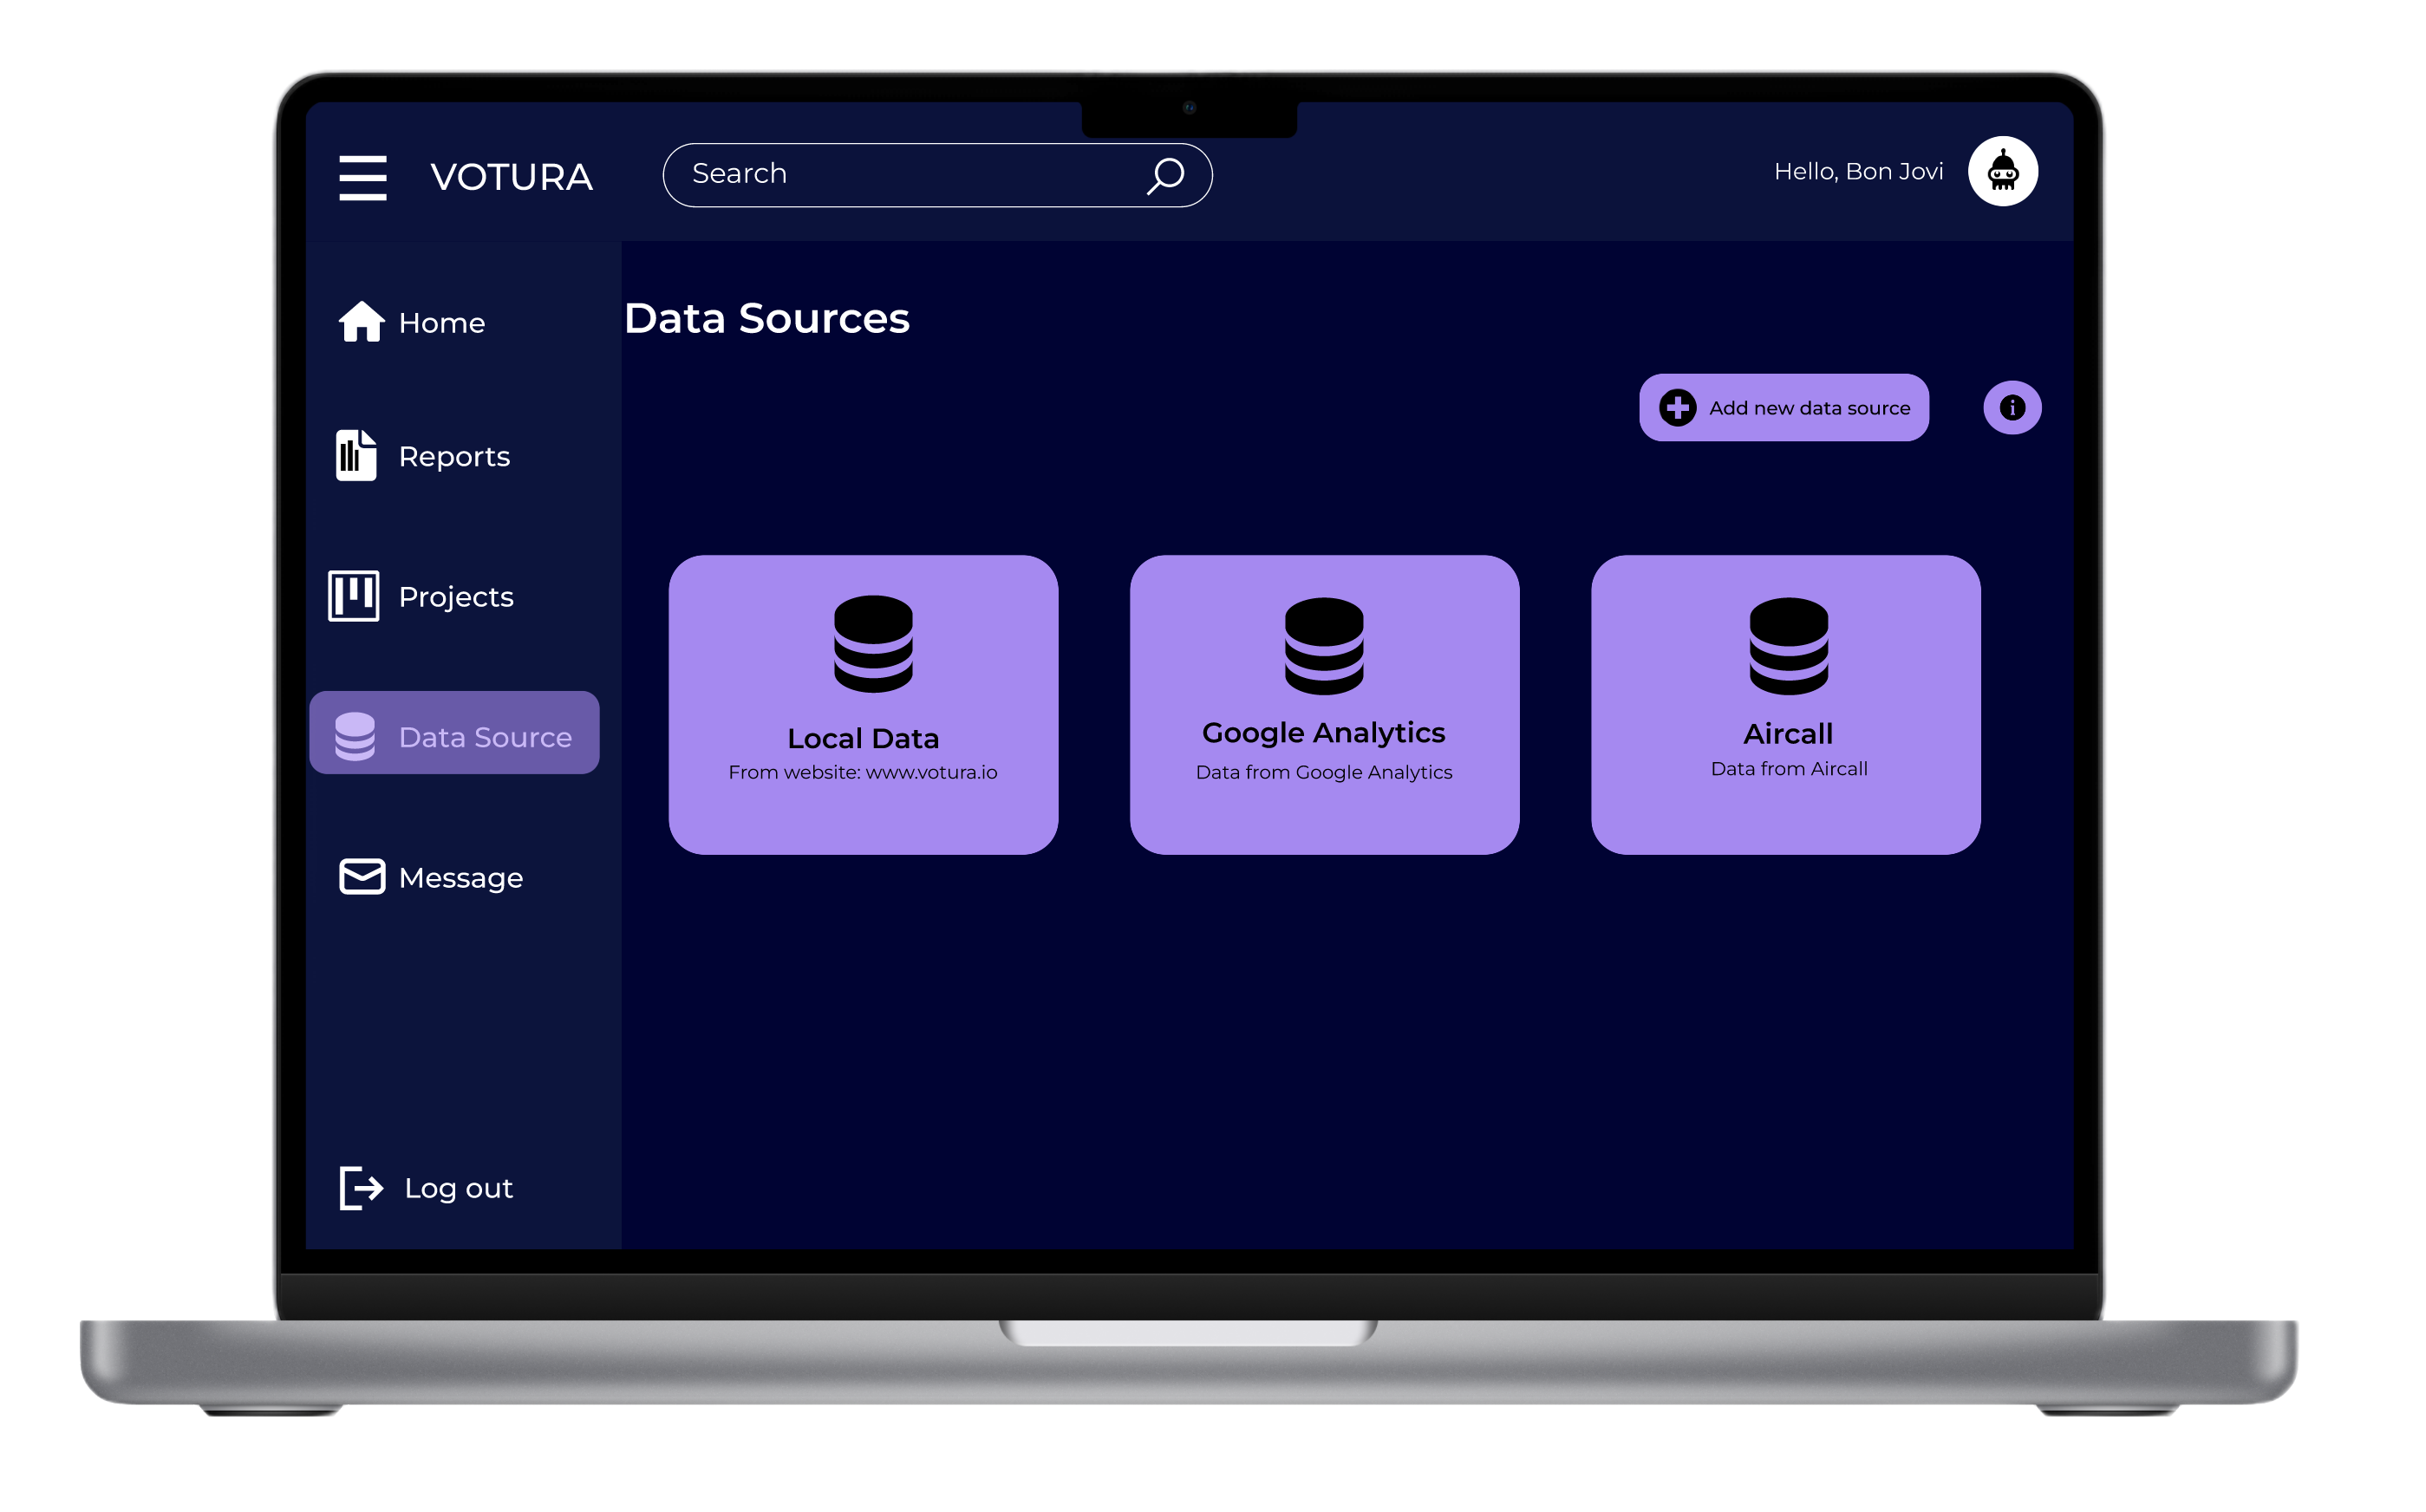 VOTURA
Search
Hello, Bon Jovi
Home
Reports
Projects
Data Source
Message
Log out
Data Sources
Add new data source
Local Data
From website: www.votura.io
Google Analytics
Data from Google Analytics
Aircall
Data from Aircall